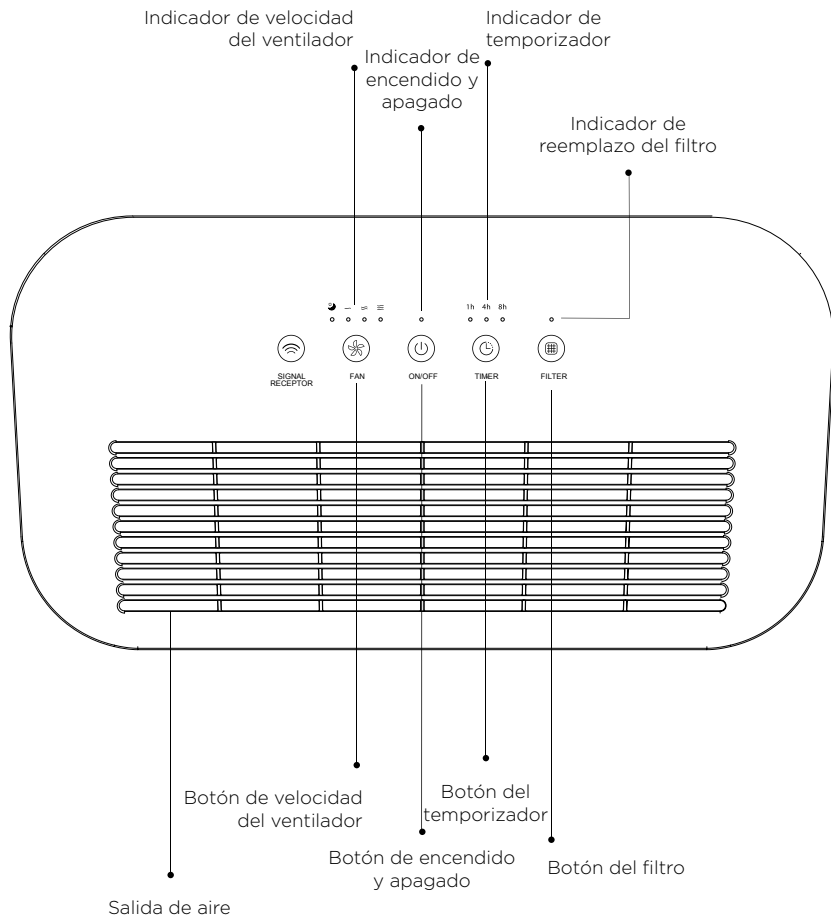 Indicador de velocidad
del ventilador
Indicador de
encendido y
apagado
Indicador de
temporizador
Indicador de
reemplazo del filtro
1h 4h 8h
SIGNAL
RECEPTOR
FAN
ON/OFF
TIMER
FILTER
Botón de velocidad
del ventilador
Botón de encendido
y apagado
Botón del
temporizador
Botón del filtro
Salida de aire